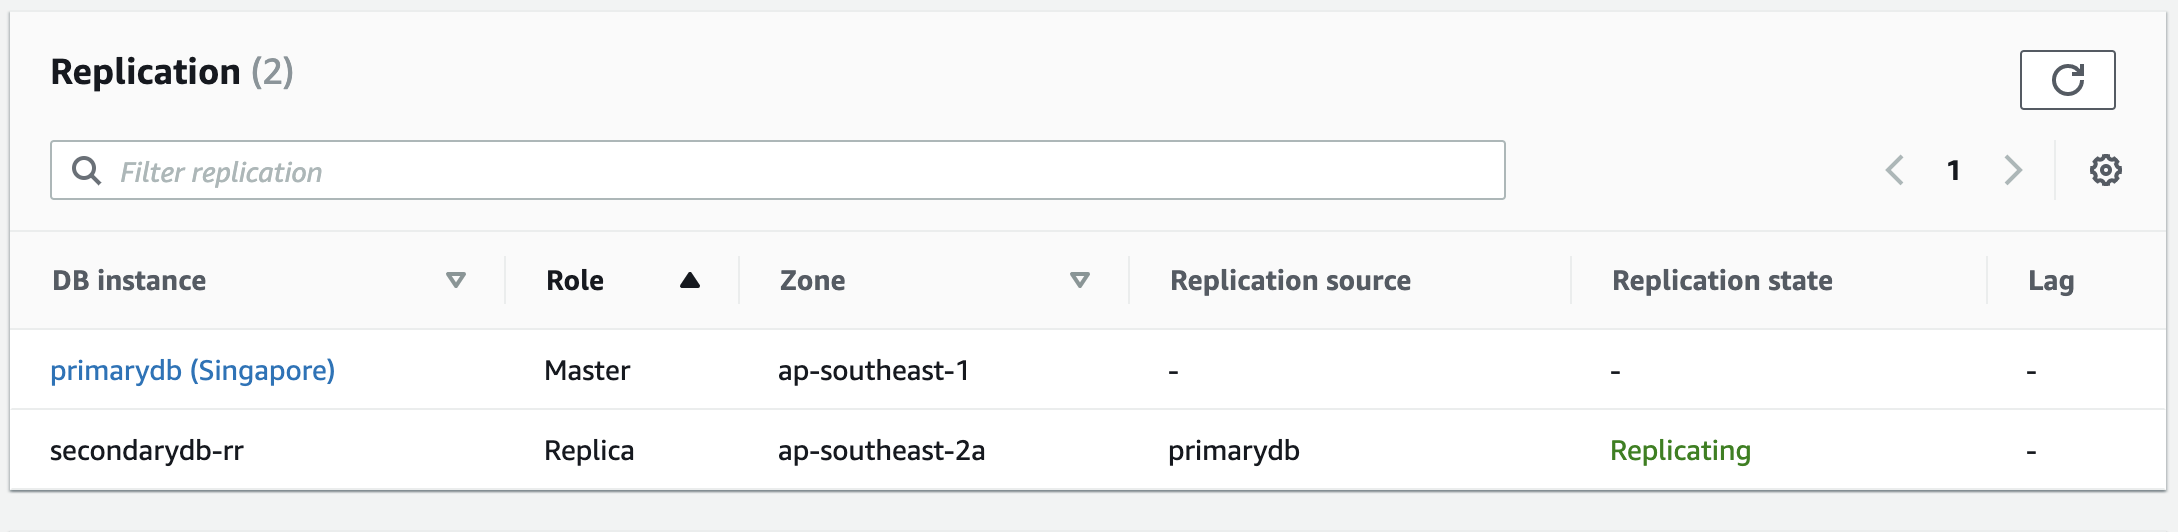 Replication (2)
Filter replication
1
DB instance Role Zone Replication source Replication state Lag
primarydb (Singapore) Master ap-southeast-1 - - -
secondarydb-rr Replica ap-southeast-2a primarydb Replicating -